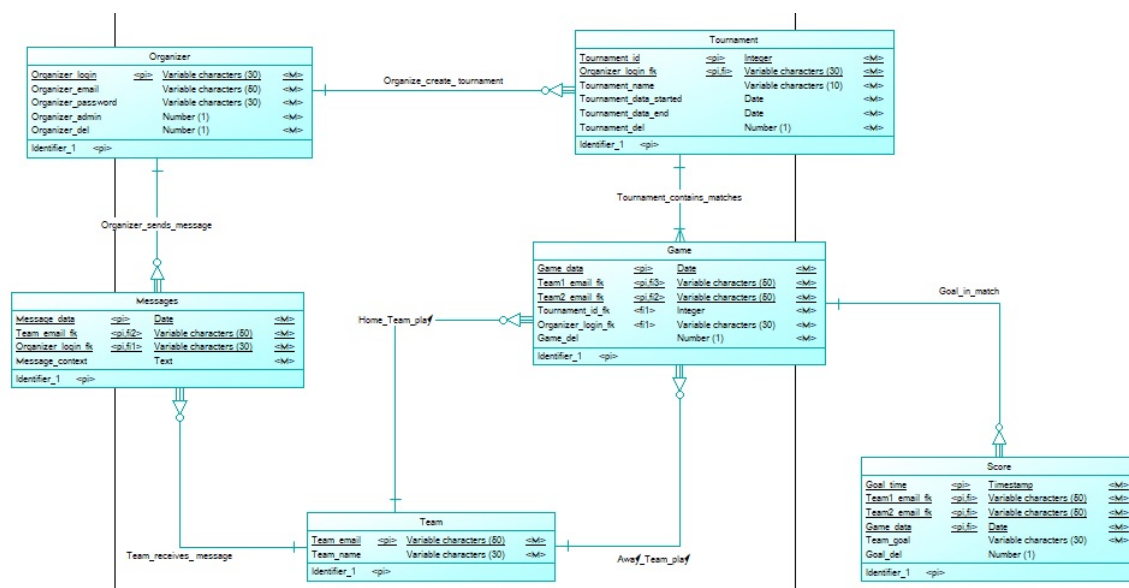 Organizer
Organizer_login <pi> Variable characters (30) <M>
Organizer_email Variable characters (50) <M>
Organizer_password Variable characters (30) <M>
Organizer_admin Number (1) <M>
Organizer_del Number (1) <M>
Identifier_1 <pi>
Organize_create_tournament
Tournament
Tournament_id <pi> Integer <M>
Organizer_login_fk <pi,fi> Variable characters (30) <M>
Tournament_name Variable characters (10) <M>
Tournament_data_started Date <M>
Tournament_data_end Date <M>
Tournament_del Number (1) <M>
Identifier_1 <pi>
Organizer_sends_message
Tournament_contains_matches
Messages
Message_data <pi> Date <M>
Team_email_fk <pi,fi2> Variable characters (50) <M>
Organizer_login_fk <pi,fi1> Variable characters (30) <M>
Message_context Text <M>
Identifier_1 <pi>
Game
Game_data <pi> Date <M>
Team1_email_fk <pi,fi3> Variable characters (50) <M>
Team2_email_fk <pi,fi2> Variable characters (50) <M>
Tournament_id_fk <fi1> Integer <M>
Organizer_login_fk <fi1> Variable characters (30) <M>
Game_del Number (1) <M>
Identifier_1 <pi>
Home_Team_play
Goal_in_match
Score
Goal_time <pi> Timestamp <M>
Team1_email_fk <pi,fi> Variable characters (50) <M>
Team2_email_fk <pi,fi> Variable characters (50) <M>
Game_data <pi,fi> Date <M>
Team_goal Variable characters (30) <M>
Goal_del Number (1) <M>
Identifier_1 <pi>
Team
Team_email <pi> Variable characters (50) <M>
Team_name Variable characters (30) <M>
Identifier_1 <pi>
Team_receives_message
Away_Team_play